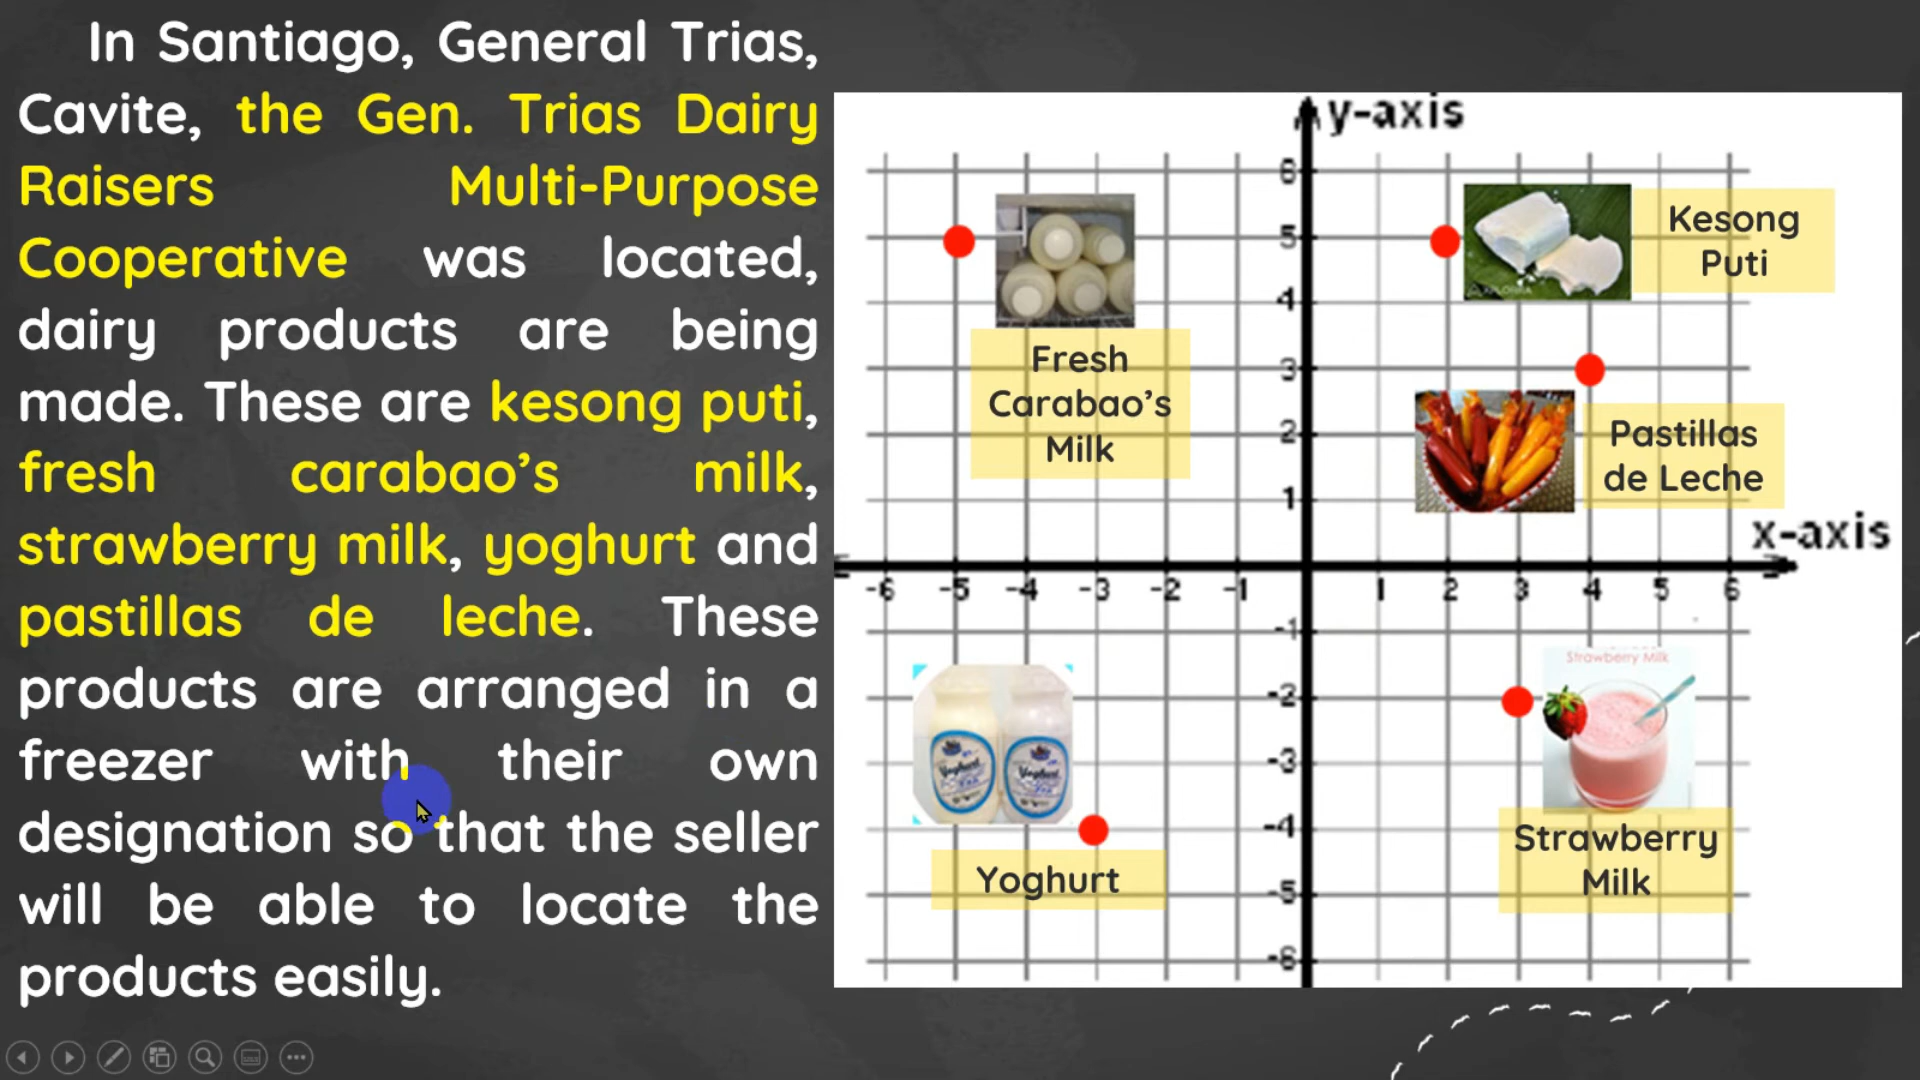 In Santiago, General Trias,
Cavite, the Gen. Trias Dairy
Raisers Multi-Purpose
Cooperative was located,
dairy products are being
made. These are kesong puti,
fresh carabao's milk,
strawberry milk, yoghurt and
pastillas de leche. These
products are arranged in a
freezer with their own
designation so that the seller
will be able to locate the
products easily.
y-axis
6
5
4
3
2
1
x-axis
-6 -5 -4 -3 -2 -1 1 2 3 4 5 6
-1
-2
-3
-4
-5
-6
Fresh
Carabao's
Milk
Kesong
Puti
Pastillas
de Leche
Yoghurt
Yoghurt
Yoghurt
Strawberry Milk
Strawberry
Milk